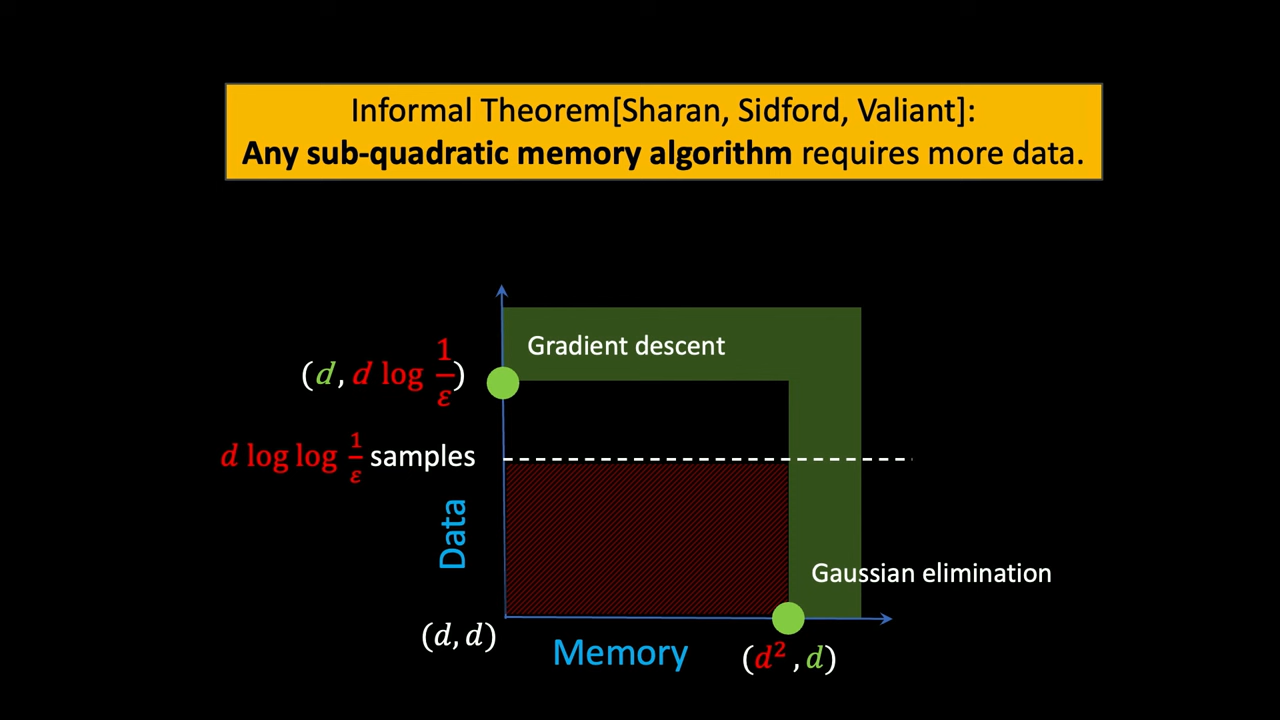 Informal Theorem[Sharan, Sidford, Valiant]:
Any sub-quadratic memory algorithm requires more data.
Gradient descent
(d, d log 1/ε)
d log log 1/ε samples
Data
Gaussian elimination
(d, d)
Memory
(d², d)